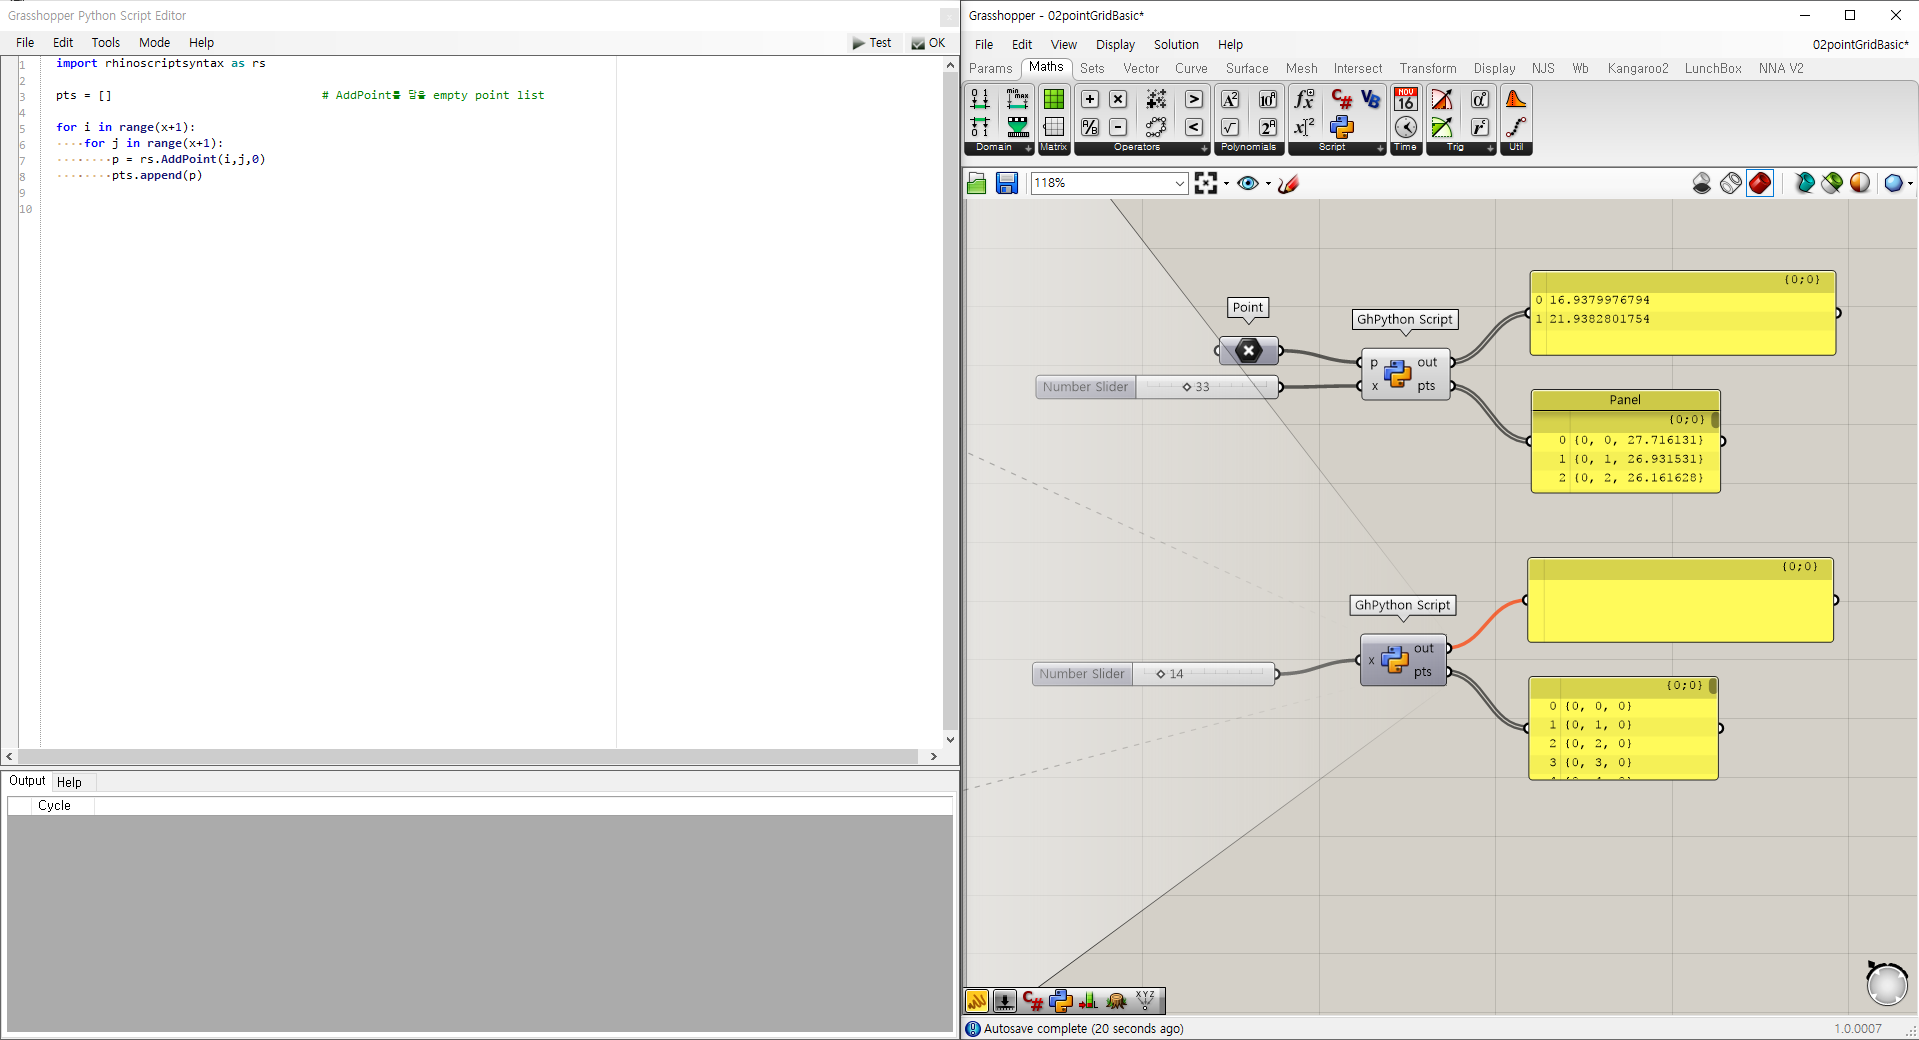 Grasshopper Python Script Editor
File Edit Tools Mode Help Test OK
1 import rhinoscriptsyntax as rs
2
3 pts = [] # AddPoint를 담을 empty point list
4
5 for i in range(x+1):
6 for j in range(x+1):
7 p = rs.AddPoint(i,j,0)
8 pts.append(p)
9
10
Output Help
Cycle
Grasshopper - 02pointGridBasic*
File Edit View Display Solution Help 02pointGridBasic*
Params Maths Sets Vector Curve Surface Mesh Intersect Transform Display NJS Wb Kangaroo2 LunchBox NNA V2
Domain Matrix Operators Polynomials Script Time Trig Util
118%
Point
GhPython Script
p out
x pts
Number Slider 33
{0;0}
0 16.9379976794
1 21.9382801754
Panel
{0;0}
0 {0, 0, 27.716131}
1 {0, 1, 26.931531}
2 {0, 2, 26.161628}
GhPython Script
x out
pts
Number Slider 14
{0;0}
{0;0}
0 {0, 0, 0}
1 {0, 1, 0}
2 {0, 2, 0}
3 {0, 3, 0}
Autosave complete (20 seconds ago) 1.0.0007